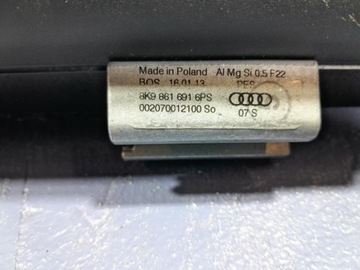 Made in Poland Al Mg Si 0.5 F22
BOS 16.01.13
8K9 861 691 6PS
002070012100 So 07 S